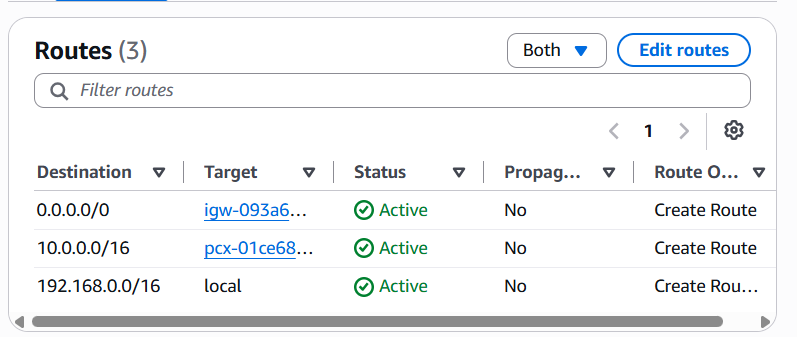 Routes (3)
Both
Edit routes
Filter routes
1
Destination Target Status Propag... Route O...
0.0.0.0/0 igw-093a6... Active No Create Route
10.0.0.0/16 pcx-01ce68... Active No Create Route
192.168.0.0/16 local Active No Create Rou...